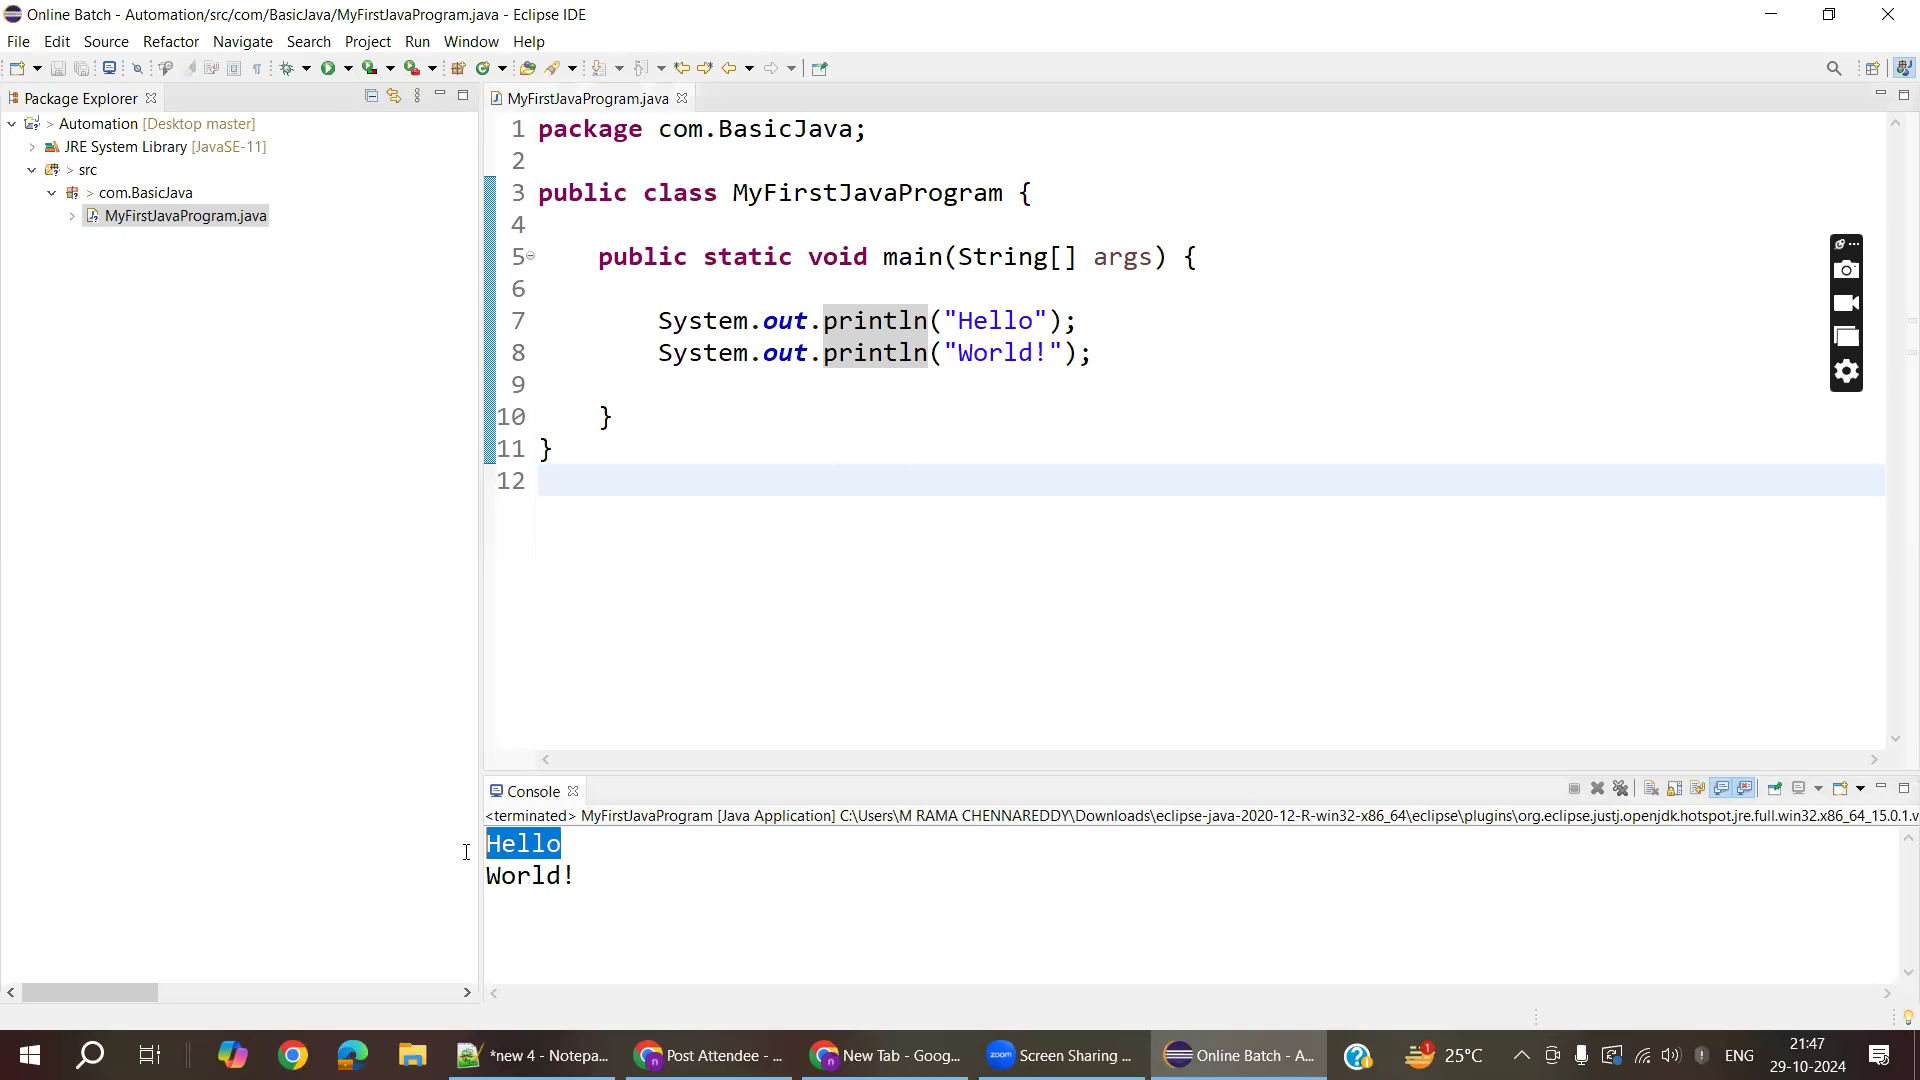 Online Batch - Automation/src/com/BasicJava/MyFirstJavaProgram.java - Eclipse IDE
File Edit Source Refactor Navigate Search Project Run Window Help
Package Explorer
MyFirstJavaProgram.java
> Automation [Desktop master]
JRE System Library [JavaSE-11]
> src
> com.BasicJava
MyFirstJavaProgram.java
1 package com.BasicJava;
2
3 public class MyFirstJavaProgram {
4
5 public static void main(String[] args) {
6
7 System.out.println("Hello");
8 System.out.println("World!");
9
10 }
11 }
12
Console
<terminated> MyFirstJavaProgram [Java Application] C:\Users\M RAMA CHENNAREDDY\Downloads\eclipse-java-2020-12-R-win32-x86_64\eclipse\plugins\org.eclipse.justj.openjdk.hotspot.jre.full.win32.x86_64_15.0.1.v
Hello
World!
*new 4 - Notepa...
Post Attendee - ...
New Tab - Goog...
zoom
Screen Sharing ...
Online Batch - A...
1
25°C
ENG
21:47
29-10-2024